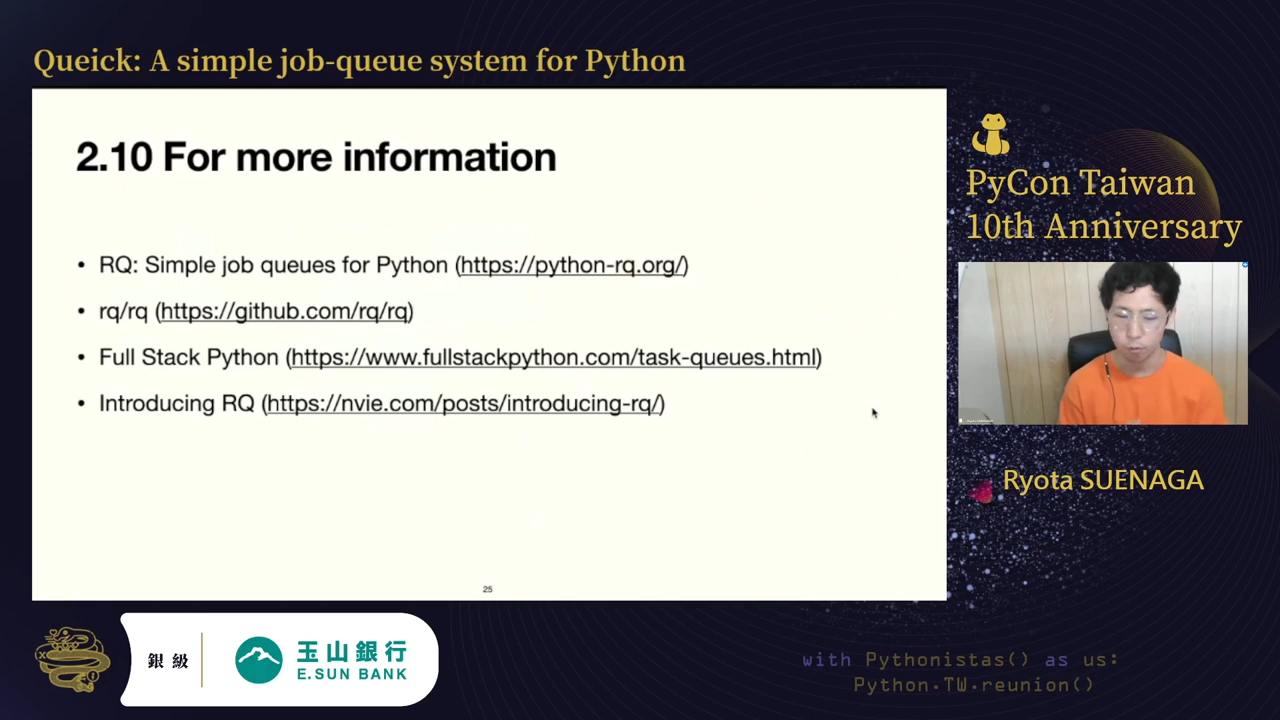 Queick: A simple job-queue system for Python
2.10 For more information
• RQ: Simple job queues for Python (https://python-rq.org/)
• rq/rq (https://github.com/rq/rq)
• Full Stack Python (https://www.fullstackpython.com/task-queues.html)
• Introducing RQ (https://nvie.com/posts/introducing-rq/)
25
PyCon Taiwan
10th Anniversary
Ryota SUENAGA
銀級
玉山銀行
E.SUN BANK
with Pythonistas() as us:
Python.TW.reunion()